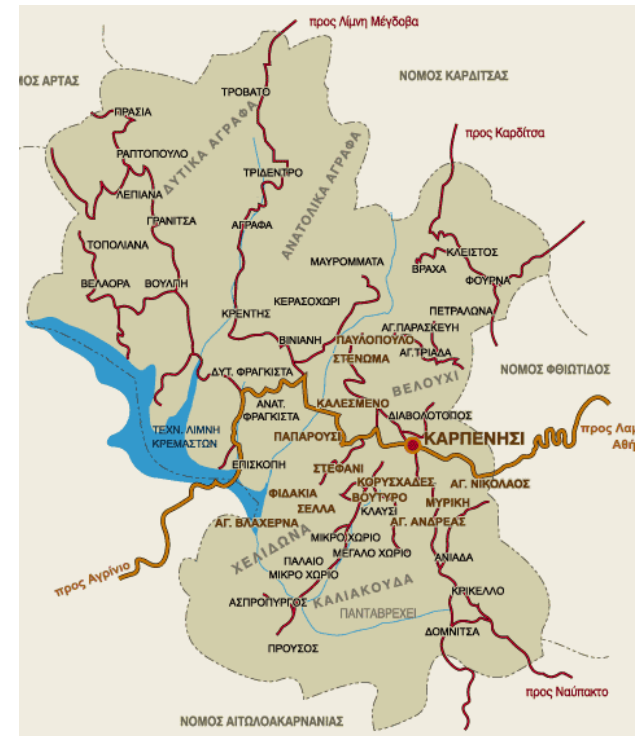 προς Λίμνη Μέγδοβα
ΜΟΣ ΑΡΤΑΣ
ΝΟΜΟΣ ΚΑΡΔΙΤΣΑΣ
ΤΡΟΒΑΤΟ
ΠΡΑΣΙΑ
ΔΥΤΙΚΑ ΑΓΡΑΦΑ
προς Καρδίτσα
ΡΑΠΤΟΠΟΥΛΟ
ΤΡΙΔΕΝΤΡΟ
ΑΝΑΤΟΛΙΚΑ ΑΓΡΑΦΑ
ΛΕΠΙΑΝΑ
ΓΡΑΝΙΤΣΑ
ΑΓΡΑΦΑ
ΤΟΠΟΛΙΑΝΑ
ΚΛΕΙΣΤΟΣ
ΜΑΥΡΟΜΜΑΤΑ
ΒΡΑΧΑ
ΦΟΥΡΝΑ
ΒΕΛΑΟΡΑ
ΒΟΥΛΠΗ
ΚΕΡΑΣΟΧΩΡΙ
ΚΡΕΝΤΗΣ
ΠΕΤΡΑΛΩΝΑ
ΑΓ.ΠΑΡΑΣΚΕΥΗ
ΒΙΝΙΑΝΗ
ΠΑΥΛΟΠΟΥΛΟ
ΑΓ.ΤΡΙΑΔΑ
ΣΤΕΝΩΜΑ
ΝΟΜΟΣ ΦΘΙΩΤΙΔΟΣ
ΔΥΤ. ΦΡΑΓΚΙΣΤΑ
ΒΕΛΟΥΧΙ
ΑΝΑΤ.
ΦΡΑΓΚΙΣΤΑ
ΚΑΛΕΣΜΕΝΟ
ΔΙΑΒΟΛΟΤΟΠΟΣ
ΤΕΧΝ. ΛΙΜΝΗ
ΚΡΕΜΑΣΤΩΝ
ΠΑΠΑΡΟΥΣΙ
ΚΑΡΠΕΝΗΣΙ
προς Λαμ
Αθή
ΕΠΙΣΚΟΠΗ
ΣΤΕΦΑΝΙ
ΚΟΡΥΣΧΑΔΕΣ
ΑΓ. ΝΙΚΟΛΑΟΣ
ΦΙΔΑΚΙΑ
ΒΟΥΤΥΡΟ
ΣΕΛΛΑ
ΚΛΑΥΣΙ
ΜΥΡΙΚΗ
ΑΓ. ΒΛΑΧΕΡΝΑ
ΑΓ. ΑΝΔΡΕΑΣ
ΧΕΛΙΔΩΝΑ
ΜΙΚΡΟ ΧΩΡΙΟ
ΜΕΓΑΛΟ ΧΩΡΙΟ
ΑΝΙΑΔΑ
ΠΑΛΑΙΟ
ΜΙΚΡΟ ΧΩΡΙΟ
προς Αγρίνιο
ΚΑΛΙΑΚΟΥΔΑ
ΚΡΙΚΕΛΛΟ
ΑΣΠΡΟΠΥΡΓΟΣ
ΠΑΝΤΑΒΡΕΧΕΙ
ΔΟΜΝΙΤΣΑ
ΠΡΟΥΣΟΣ
προς Ναύπακτο
ΝΟΜΟΣ ΑΙΤΩΛΟΑΚΑΡΝΑΝΙΑΣ